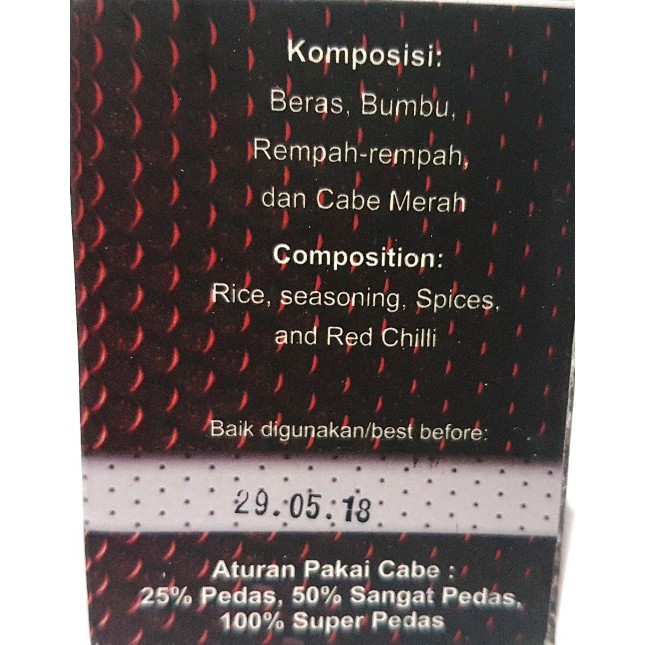 Komposisi:
Beras, Bumbu,
Rempah-rempah,
dan Cabe Merah
Composition:
Rice, seasoning, Spices,
and Red Chilli
Baik digunakan/best before:
29.05.18
Aturan Pakai Cabe :
25% Pedas, 50% Sangat Pedas,
100% Super Pedas